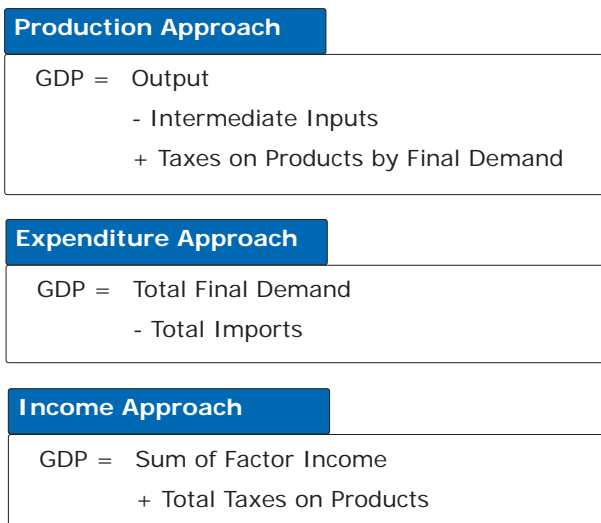 Production Approach
GDP = Output
- Intermediate Inputs
+ Taxes on Products by Final Demand
Expenditure Approach
GDP = Total Final Demand
- Total Imports
Income Approach
GDP = Sum of Factor Income
+ Total Taxes on Products